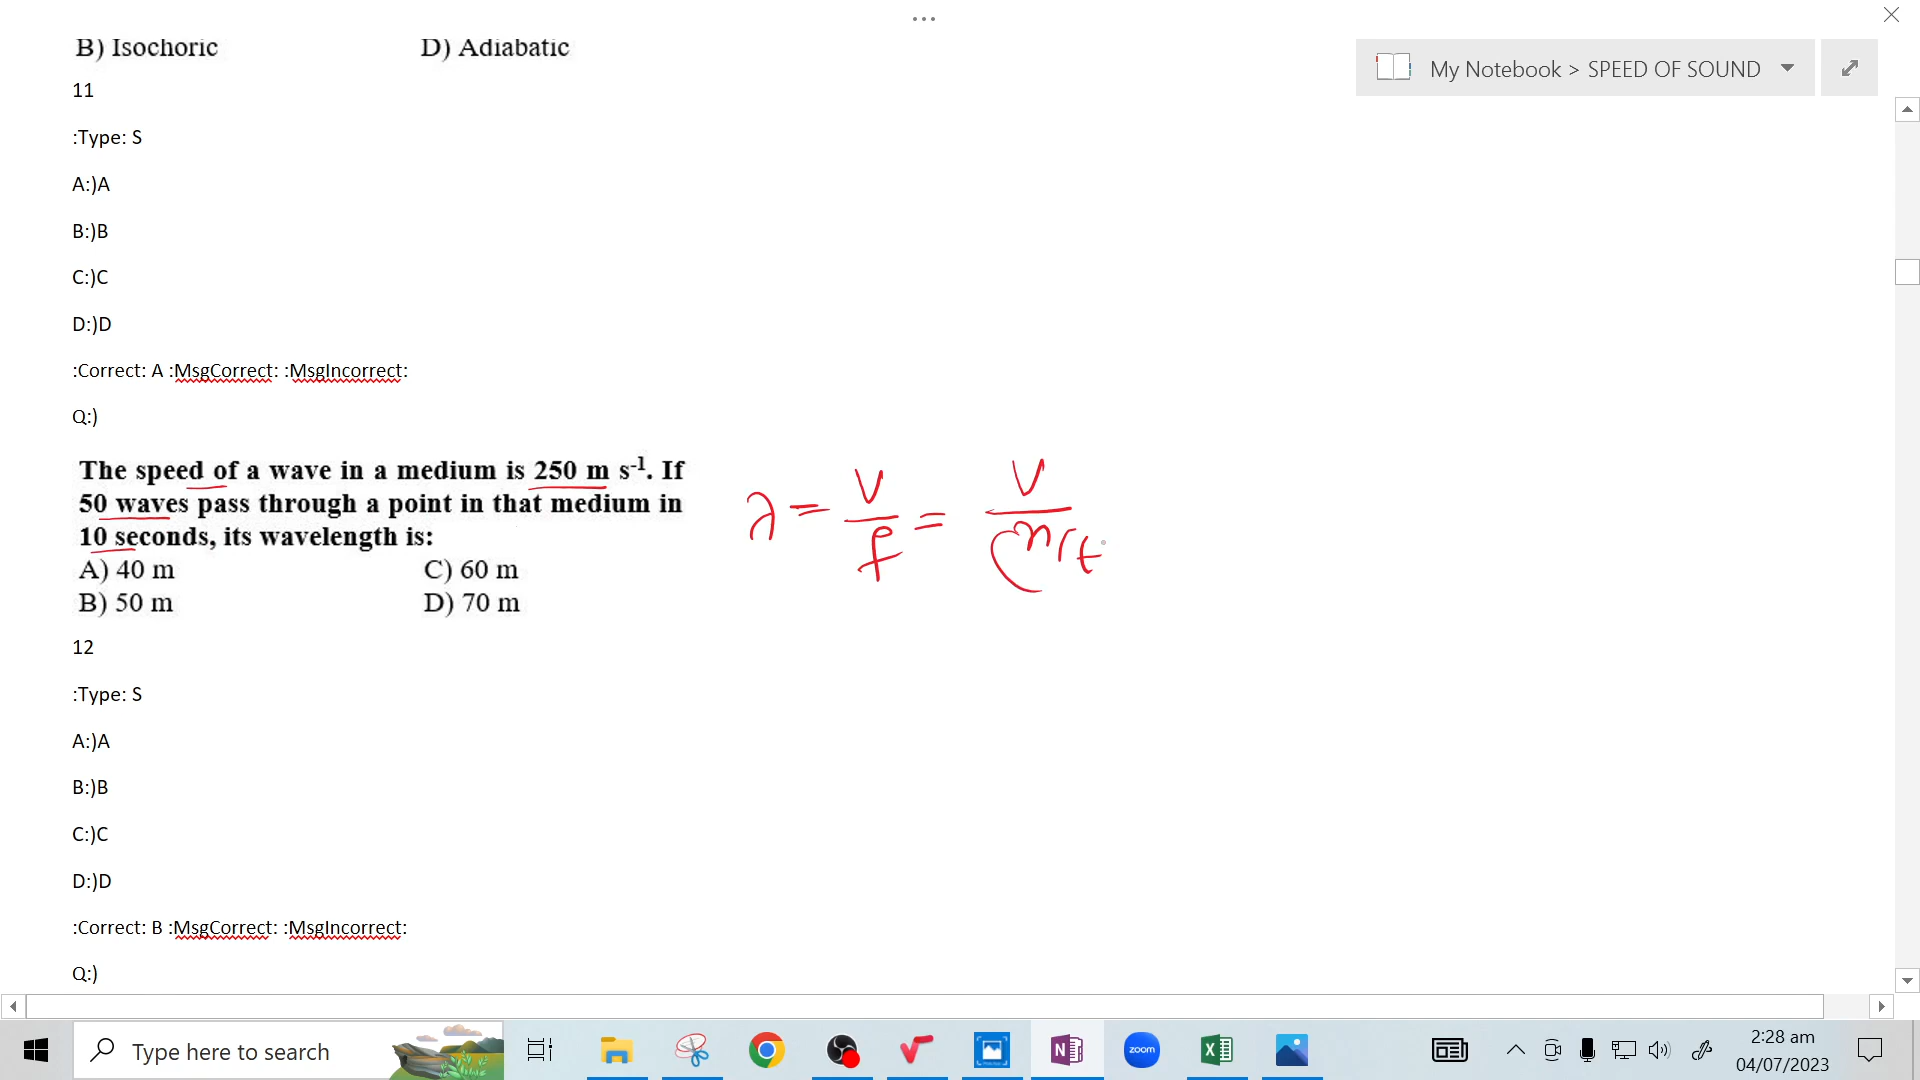 ...
B) Isochoric D) Adiabatic
My Notebook > SPEED OF SOUND
11
:Type: S
A:)A
B:)B
C:)C
D:)D
:Correct: A :MsgCorrect: :MsgIncorrect:
Q:)
The speed of a wave in a medium is 250 m s⁻¹. If
50 waves pass through a point in that medium in
10 seconds, its wavelength is:
A) 40 m C) 60 m
B) 50 m D) 70 m
λ = v/f = v/(n/t
12
:Type: S
A:)A
B:)B
C:)C
D:)D
:Correct: B :MsgCorrect: :MsgIncorrect:
Q:)
Type here to search
zoom
2:28 am
04/07/2023